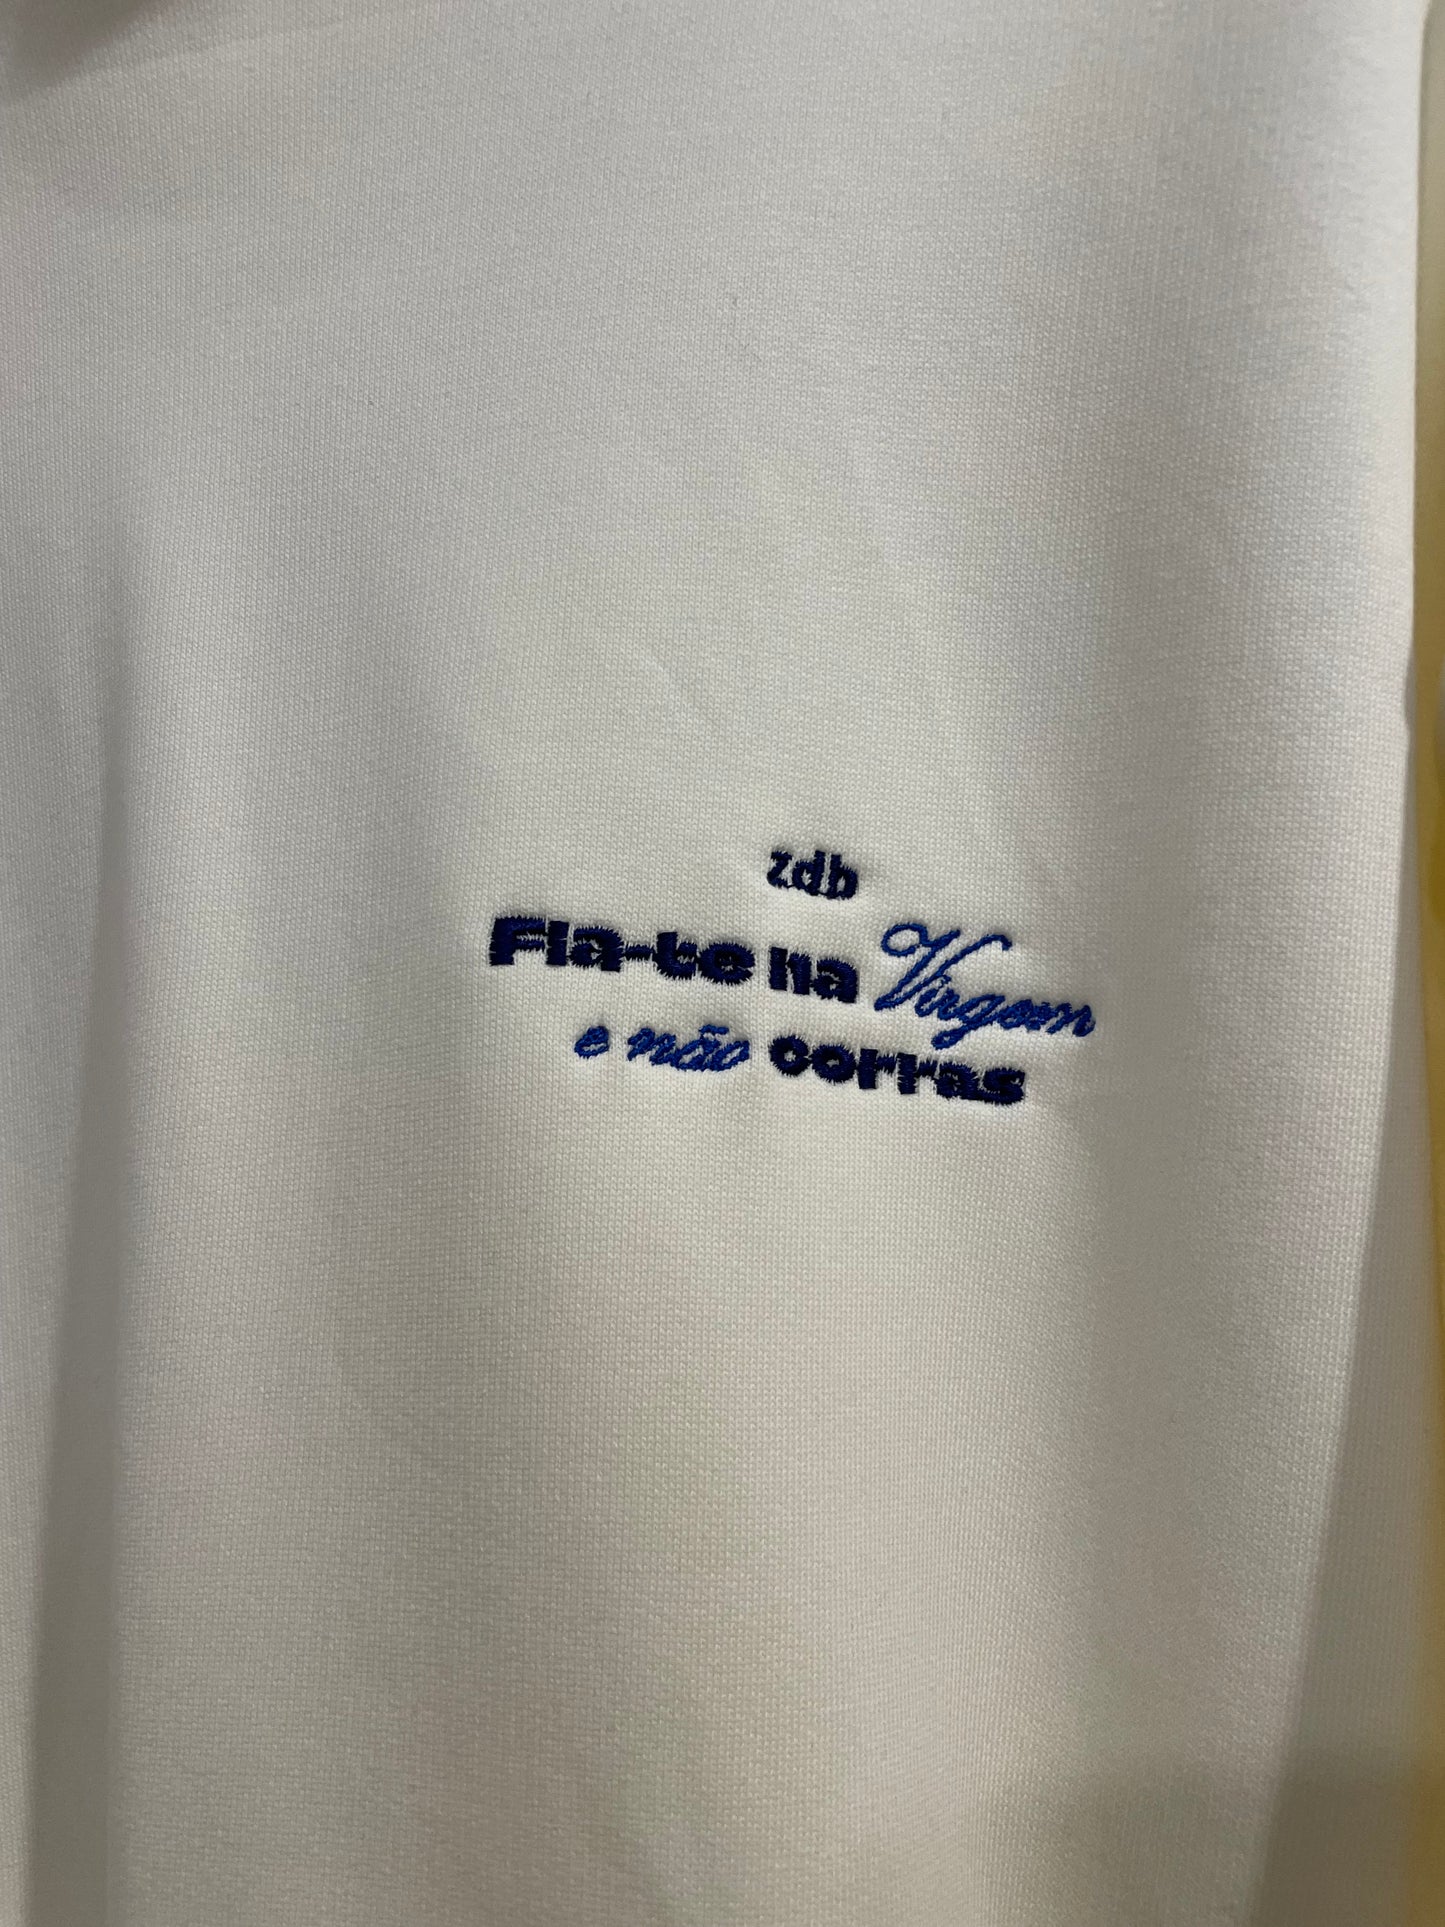 zdb
Fia-te na Virgem
e não corras